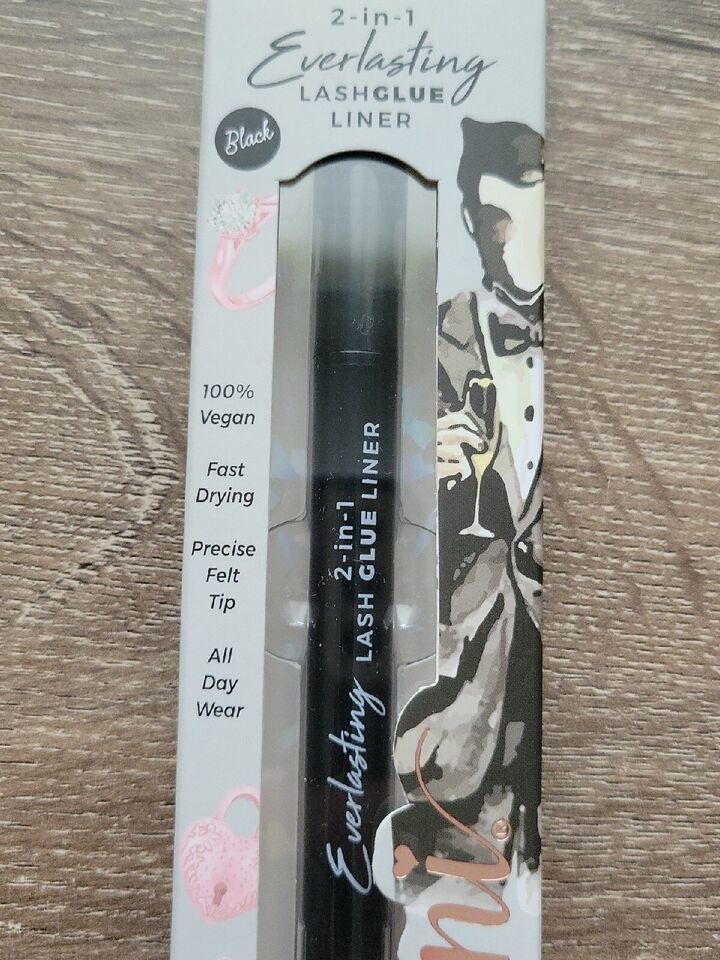 2-in-1
Everlasting
LASHGLUE
LINER
Black
100%
Vegan
Fast
Drying
Precise
Felt
Tip
All
Day
Wear
Everlasting
2-in-1
LASH GLUE LINER
®